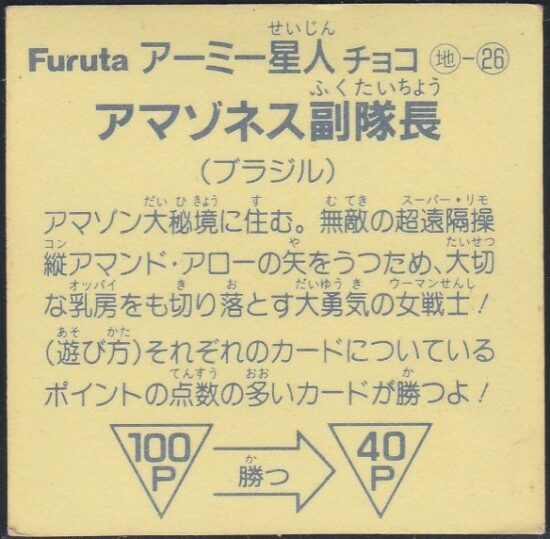 Furuta アーミー星人チョコ ㊞地-㉖
アマゾネス副隊長
(ブラジル)
アマゾン大秘境に住む。無敵の超遠隔操
縦アマンド・アローの矢をうつため、大切
な乳房をも切り落とす大勇気の女戦士!
(遊び方)それぞれのカードについている
ポイントの点数の多いカードが勝つよ!
100P 勝つ 40P